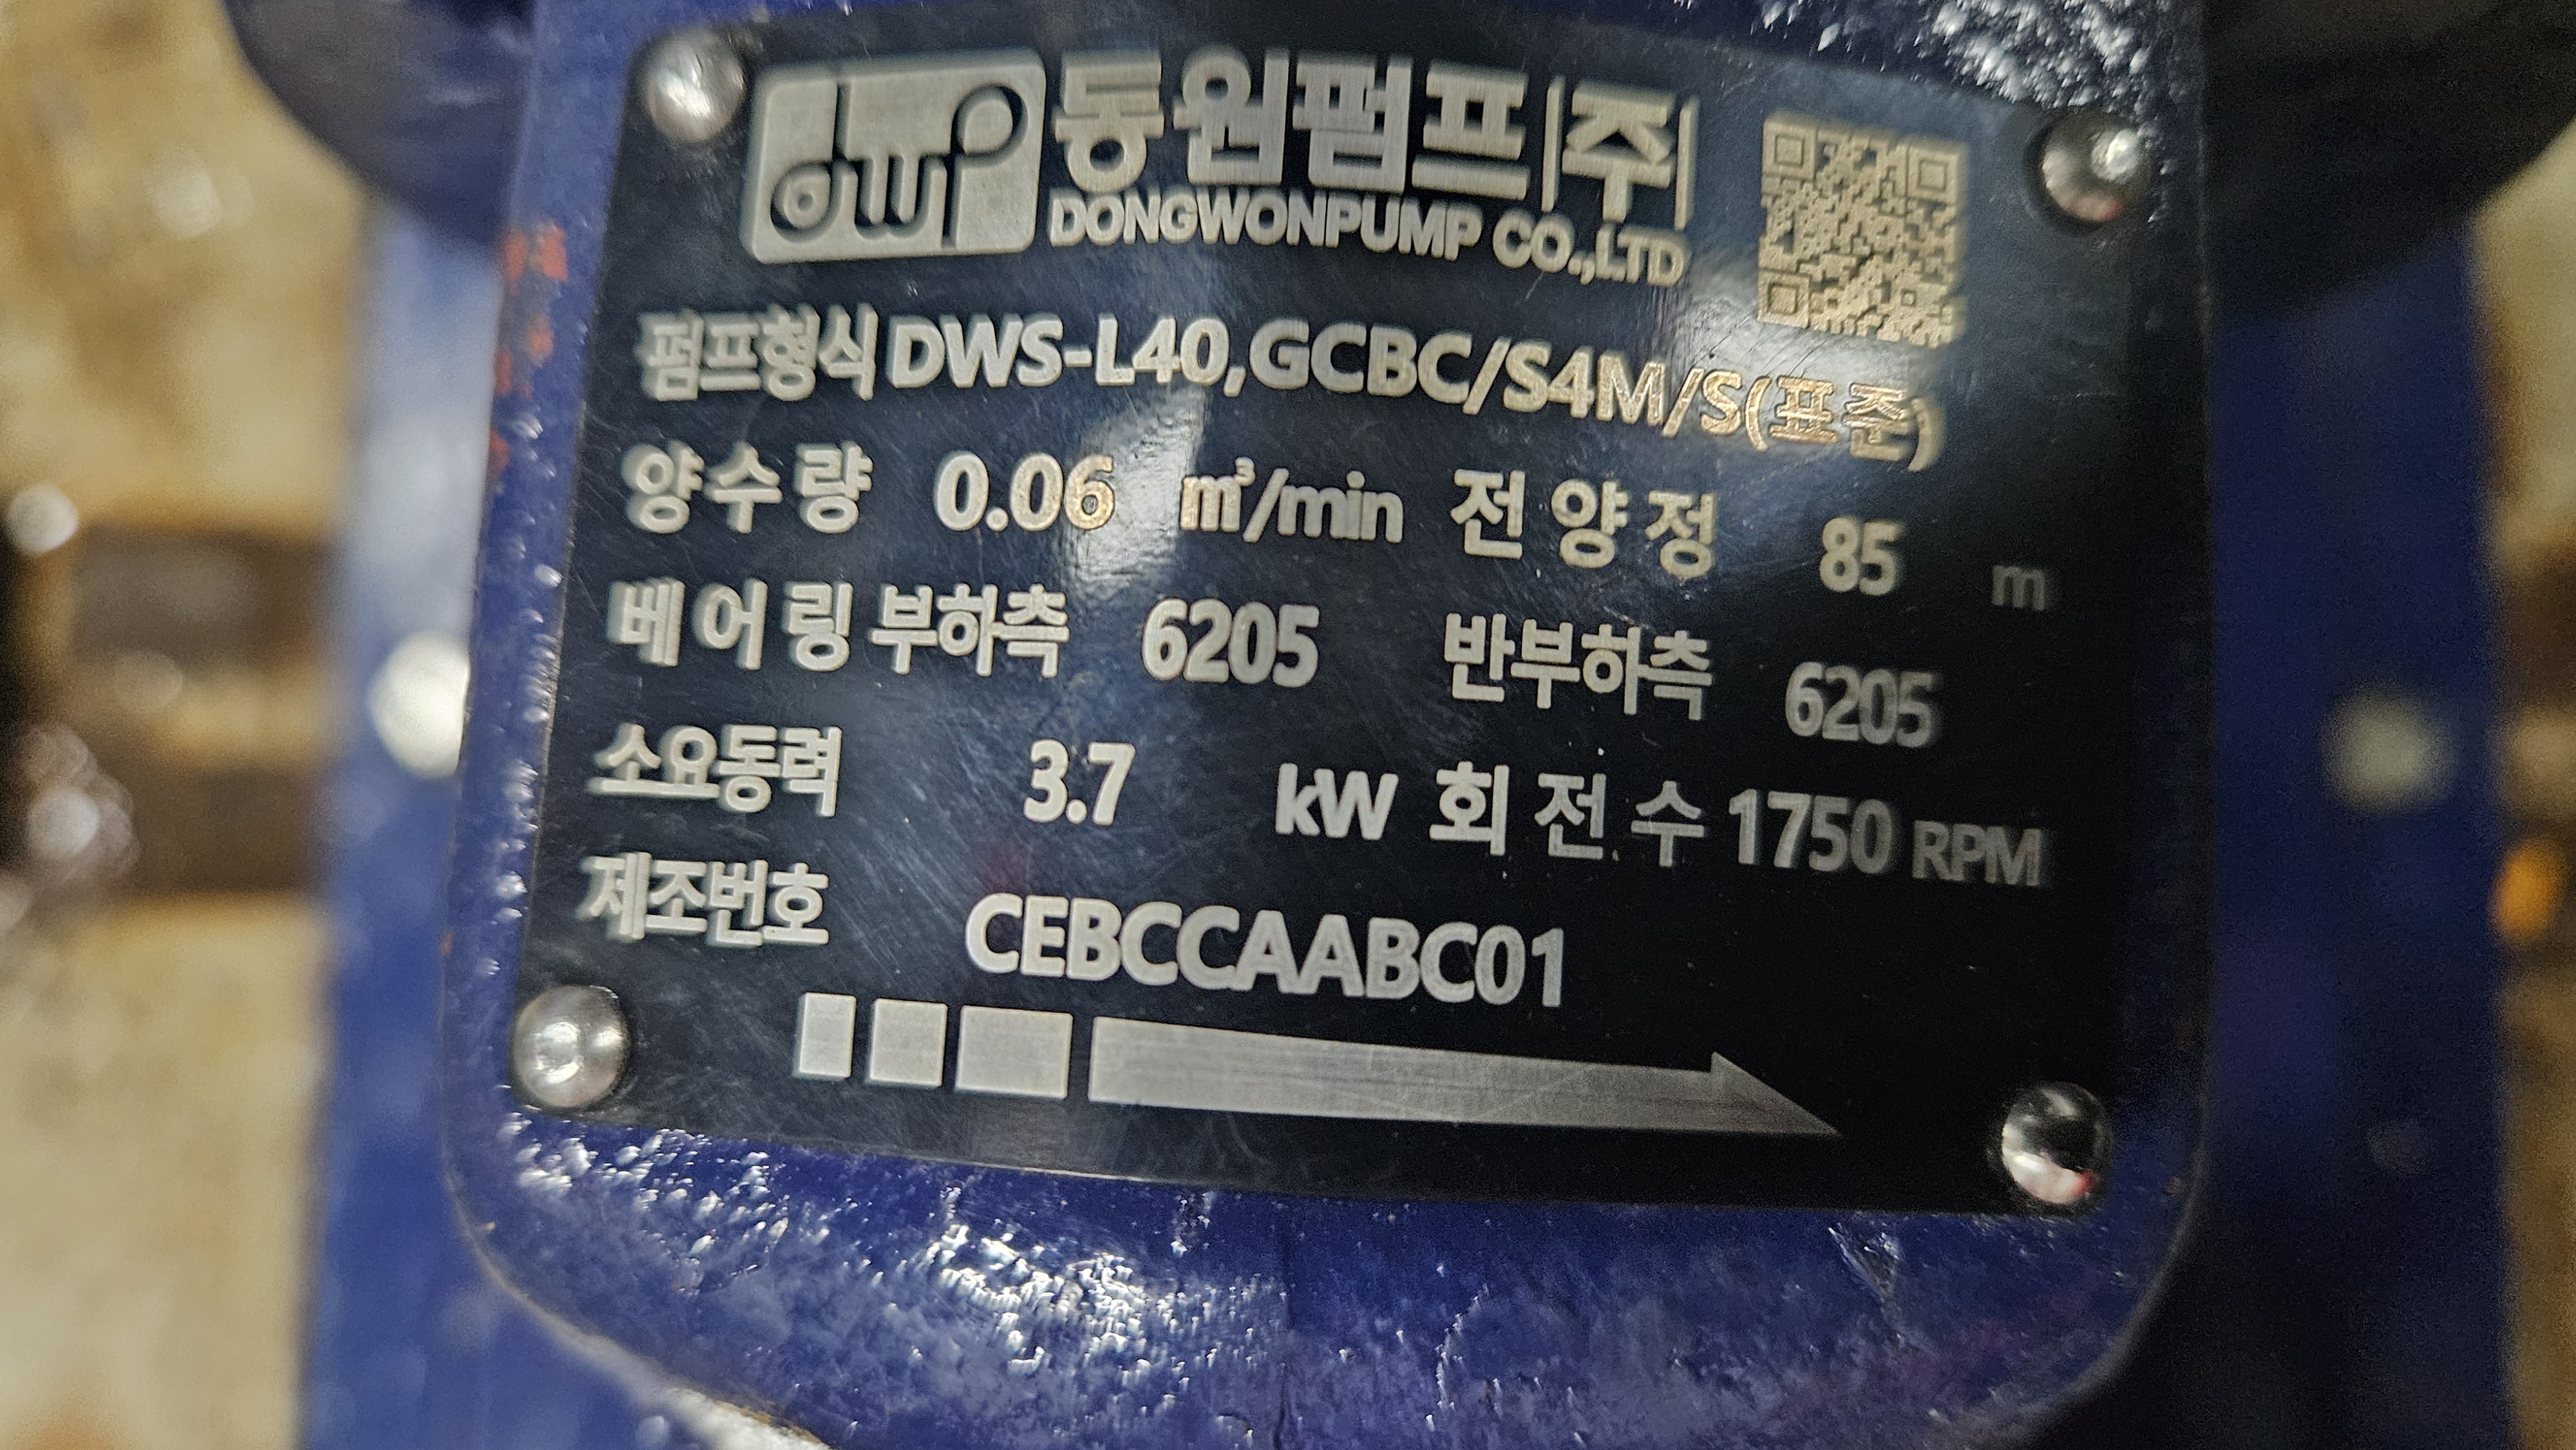 dwp 동원펌프(주)
DONGWONPUMP CO.,LTD
펌프형식 DWS-L40,GCBC/S4M/S(표준)
양수량 0.06 m³/min 전양정 85 m
베어링 부하측 6205 반부하측 6205
소요동력 3.7 kW 회전수 1750 RPM
제조번호 CEBCCAABC01